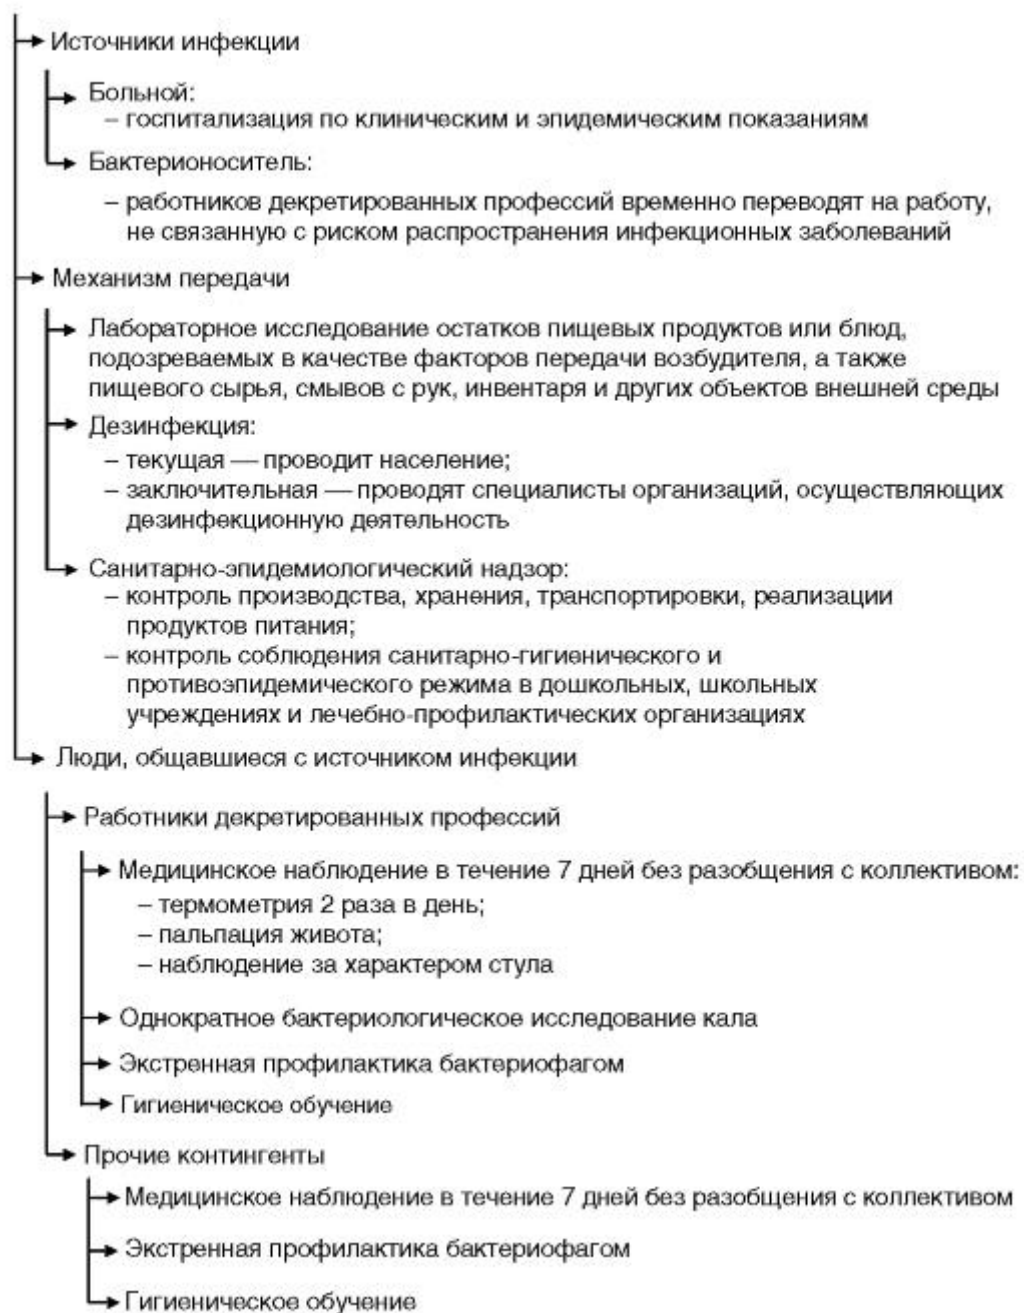 Источники инфекции
Больной:
– госпитализация по клиническим и эпидемическим показаниям
Бактерионоситель:
– работников декретированных профессий временно переводят на работу,
не связанную с риском распространения инфекционных заболеваний
Механизм передачи
Лабораторное исследование остатков пищевых продуктов или блюд,
подозреваемых в качестве факторов передачи возбудителя, а также
пищевого сырья, смывов с рук, инвентаря и других объектов внешней среды
Дезинфекция:
– текущая — проводит население;
– заключительная — проводят специалисты организаций, осуществляющих
дезинфекционную деятельность
Санитарно-эпидемиологический надзор:
– контроль производства, хранения, транспортировки, реализации
продуктов питания;
– контроль соблюдения санитарно-гигиенического и
противоэпидемического режима в дошкольных, школьных
учреждениях и лечебно-профилактических организациях
Люди, общавшиеся с источником инфекции
Работники декретированных профессий
Медицинское наблюдение в течение 7 дней без разобщения с коллективом:
– термометрия 2 раза в день;
– пальпация живота;
– наблюдение за характером стула
Однократное бактериологическое исследование кала
Экстренная профилактика бактериофагом
Гигиеническое обучение
Прочие контингенты
Медицинское наблюдение в течение 7 дней без разобщения с коллективом
Экстренная профилактика бактериофагом
Гигиеническое обучение